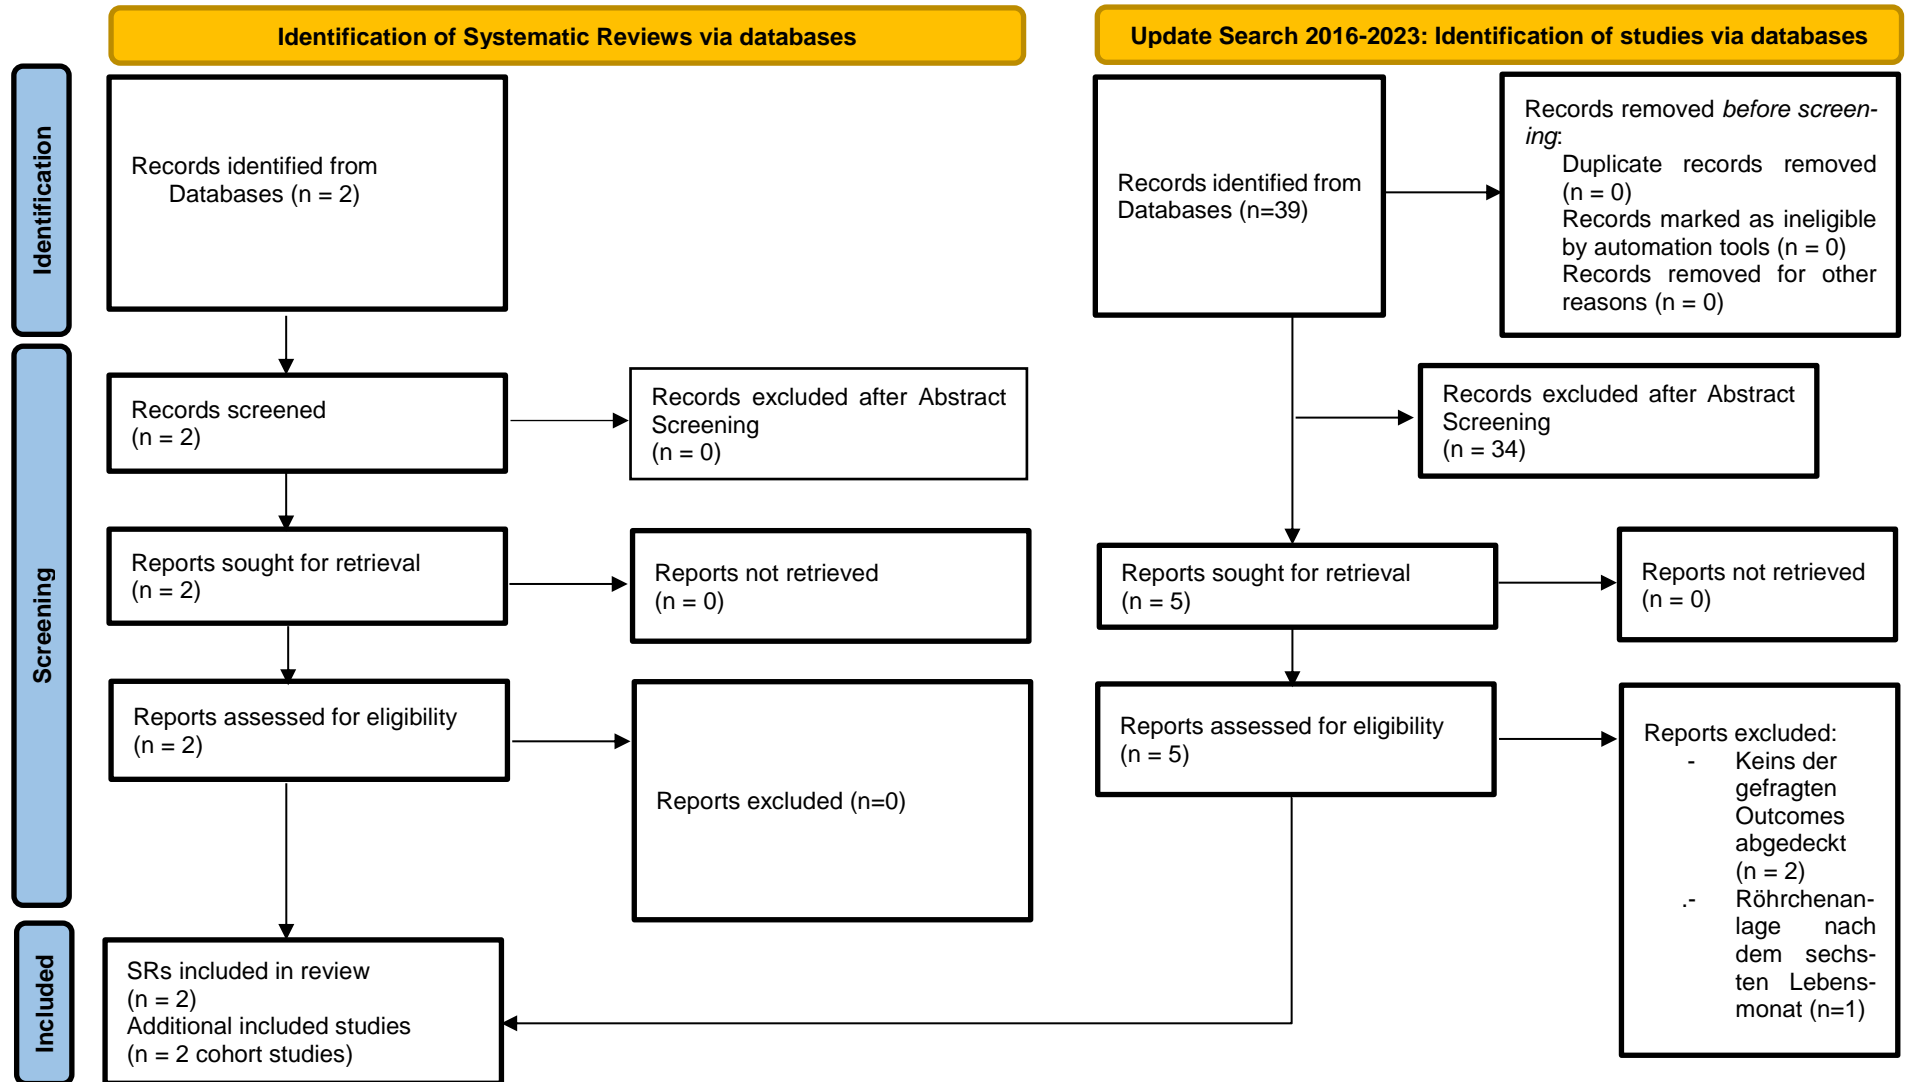 Identification of Systematic Reviews via databases
Update Search 2016-2023: Identification of studies via databases
Identification
Records identified from
Databases (n = 2)
Records identified from
Databases (n=39)
Records removed before screen-
ing:
Duplicate records removed
(n = 0)
Records marked as ineligible
by automation tools (n = 0)
Records removed for other
reasons (n = 0)
Screening
Records screened
(n = 2)
Records excluded after Abstract
Screening
(n = 0)
Records excluded after Abstract
Screening
(n = 34)
Reports sought for retrieval
(n = 2)
Reports not retrieved
(n = 0)
Reports sought for retrieval
(n = 5)
Reports not retrieved
(n = 0)
Reports assessed for eligibility
(n = 2)
Reports excluded (n=0)
Reports assessed for eligibility
(n = 5)
Reports excluded:
- Keins der
gefragten
Outcomes
abgedeckt
(n = 2)
.- Röhrchenan-
lage nach
dem sechs-
ten Lebens-
monat (n=1)
Included
SRs included in review
(n = 2)
Additional included studies
(n = 2 cohort studies)